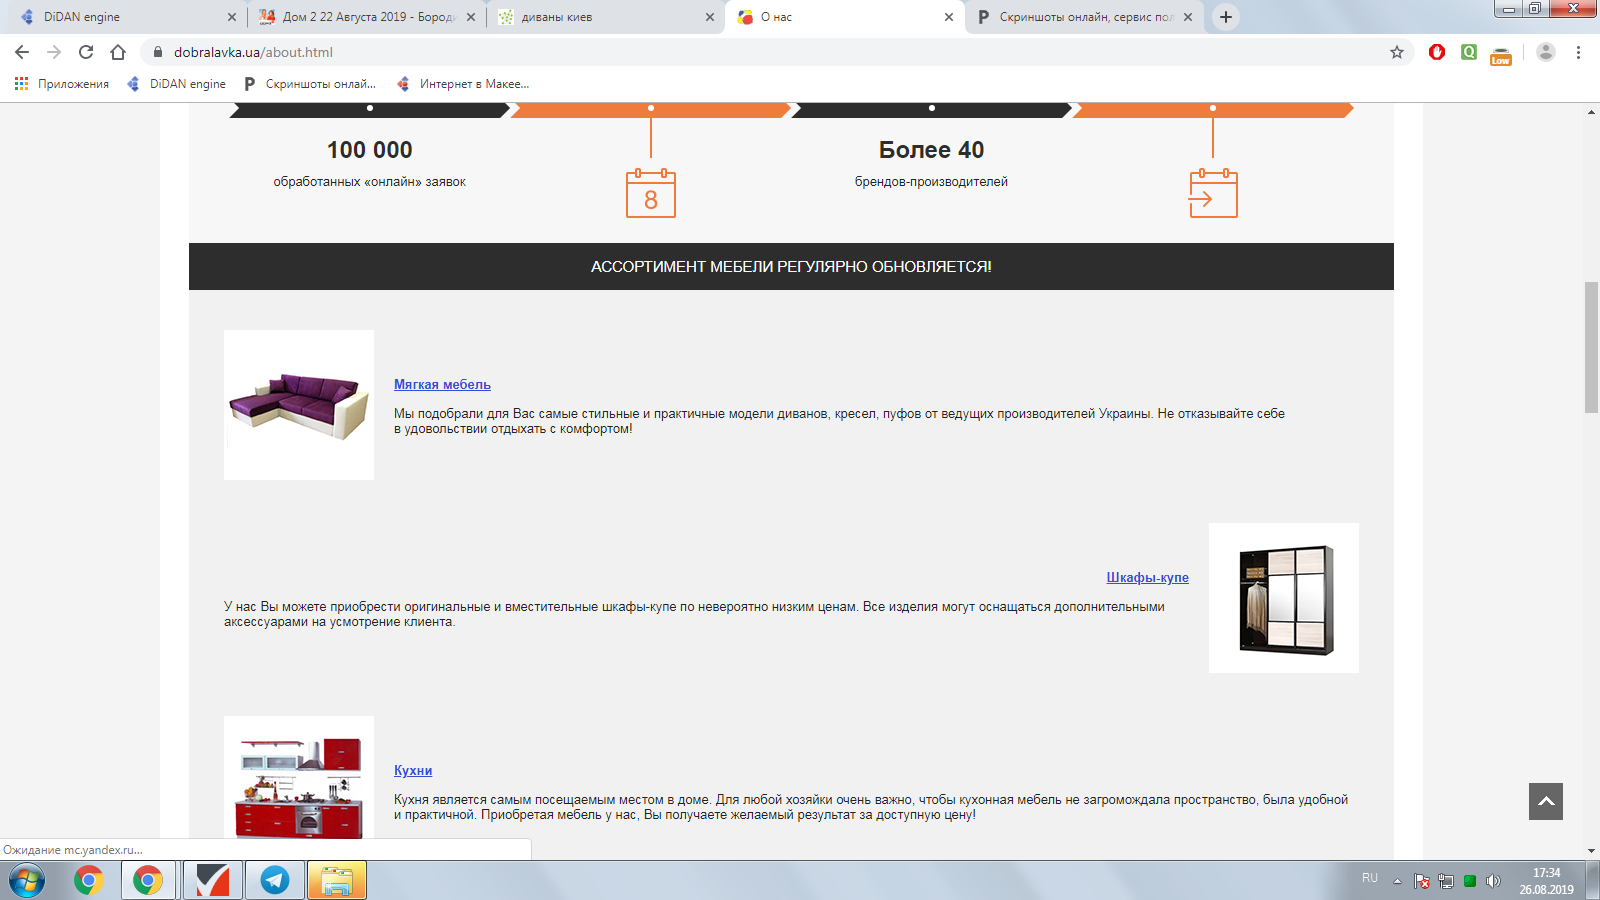 DiDAN engine
Дом 2 22 Августа 2019 - Бороди
диваны киев
О нас
Скриншоты онлайн, сервис пол
dobralavka.ua/about.html
Low
Приложения
DiDAN engine
Скриншоты онлай...
Интернет в Макее...
100 000
обработанных «онлайн» заявок
8
Более 40
брендов-производителей
АССОРТИМЕНТ МЕБЕЛИ РЕГУЛЯРНО ОБНОВЛЯЕТСЯ!
Мягкая мебель
Мы подобрали для Вас самые стильные и практичные модели диванов, кресел, пуфов от ведущих производителей Украины. Не отказывайте себе
в удовольствии отдыхать с комфортом!
Шкафы-купе
У нас Вы можете приобрести оригинальные и вместительные шкафы-купе по невероятно низким ценам. Все изделия могут оснащаться дополнительными
аксессуарами на усмотрение клиента.
Кухни
Кухня является самым посещаемым местом в доме. Для любой хозяйки очень важно, чтобы кухонная мебель не загромождала пространство, была удобной
и практичной. Приобретая мебель у нас, Вы получаете желаемый результат за доступную цену!
Ожидание mc.yandex.ru...
RU
17:34
26.08.2019